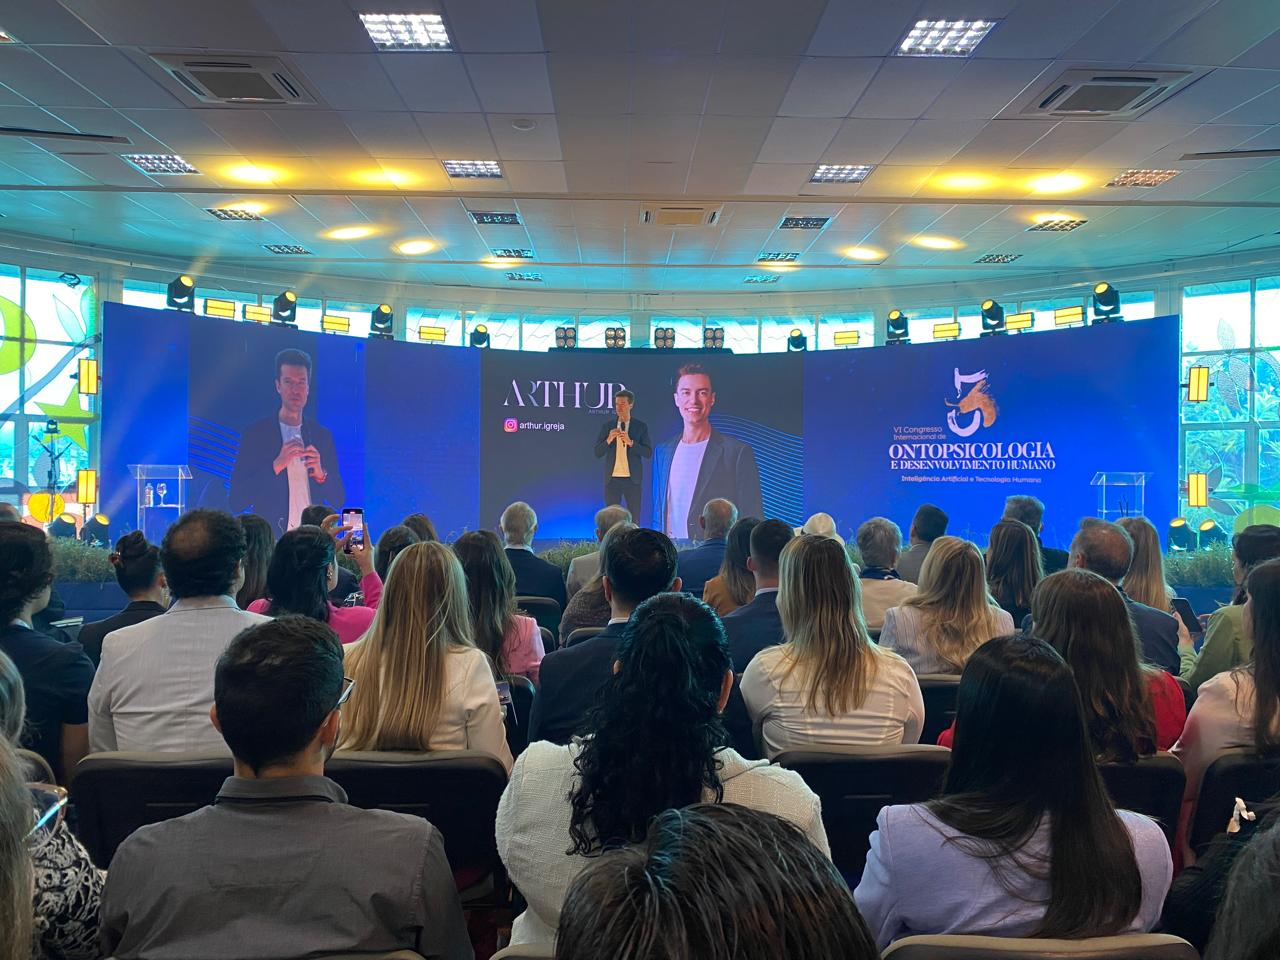 ARTHUR
arthur.igreja
VI Congresso
Internacional de
ONTOPSICOLOGIA
E DESENVOLVIMENTO HUMANO
Inteligência Artificial e Tecnologia Humana